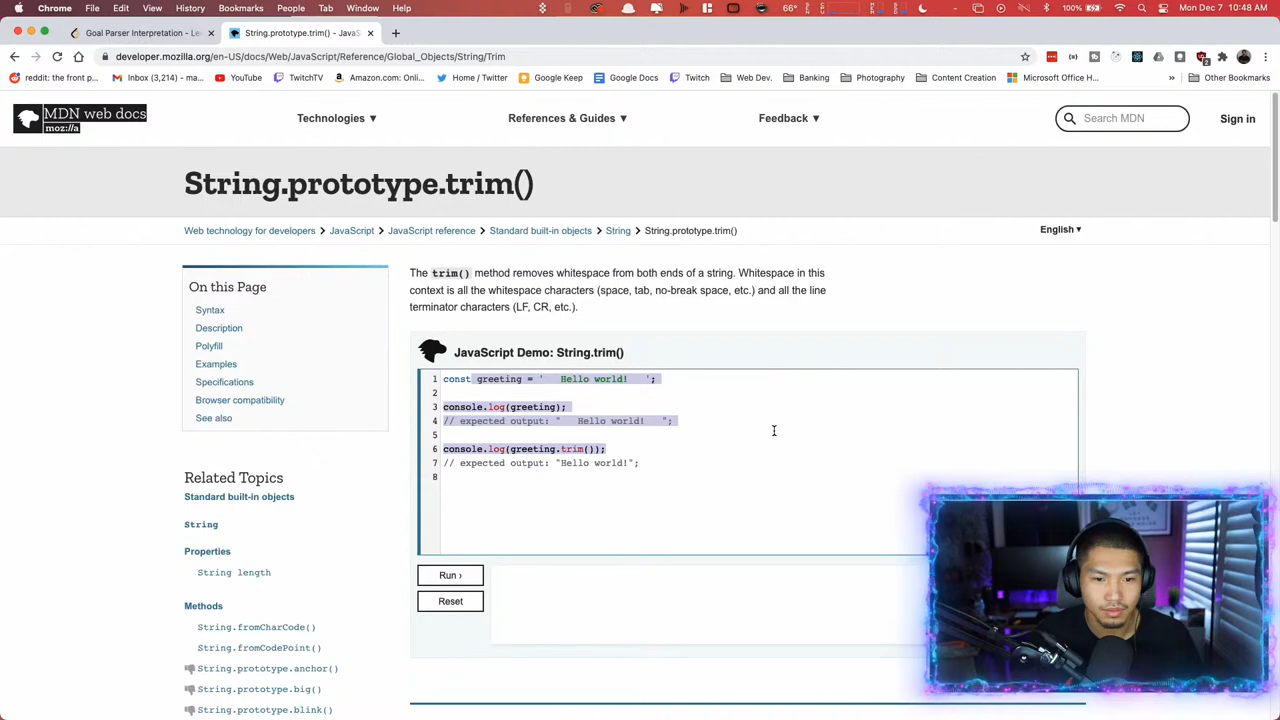 Chrome File Edit View History Bookmarks People Tab Window Help 66° 100% Mon Dec 7 10:48 AM
Goal Parser Interpretation - Le
String.prototype.trim() - JavaS
developer.mozilla.org/en-US/docs/Web/JavaScript/Reference/Global_Objects/String/Trim
reddit: the front p... Inbox (3,214) - ma... YouTube TwitchTV Amazon.com: Onli... Home / Twitter Google Keep Google Docs Twitch Web Dev. Banking Photography Content Creation Microsoft Office H... » Other Bookmarks
MDN web docs
moz://a
Technologies ▼ References & Guides ▼ Feedback ▼ Search MDN Sign in
String.prototype.trim()
Web technology for developers JavaScript JavaScript reference Standard built-in objects String String.prototype.trim()
English ▾
On this Page
Syntax
Description
Polyfill
Examples
Specifications
Browser compatibility
See also
Related Topics
Standard built-in objects
String
Properties
String length
Methods
String.fromCharCode()
String.fromCodePoint()
String.prototype.anchor()
String.prototype.big()
String.prototype.blink()
The trim() method removes whitespace from both ends of a string. Whitespace in this
context is all the whitespace characters (space, tab, no-break space, etc.) and all the line
terminator characters (LF, CR, etc.).
JavaScript Demo: String.trim()
1 const greeting = '   Hello world!   ';
2
3 console.log(greeting);
4 // expected output: "   Hello world!   ";
5
6 console.log(greeting.trim());
7 // expected output: "Hello world!";
8
Run ›
Reset